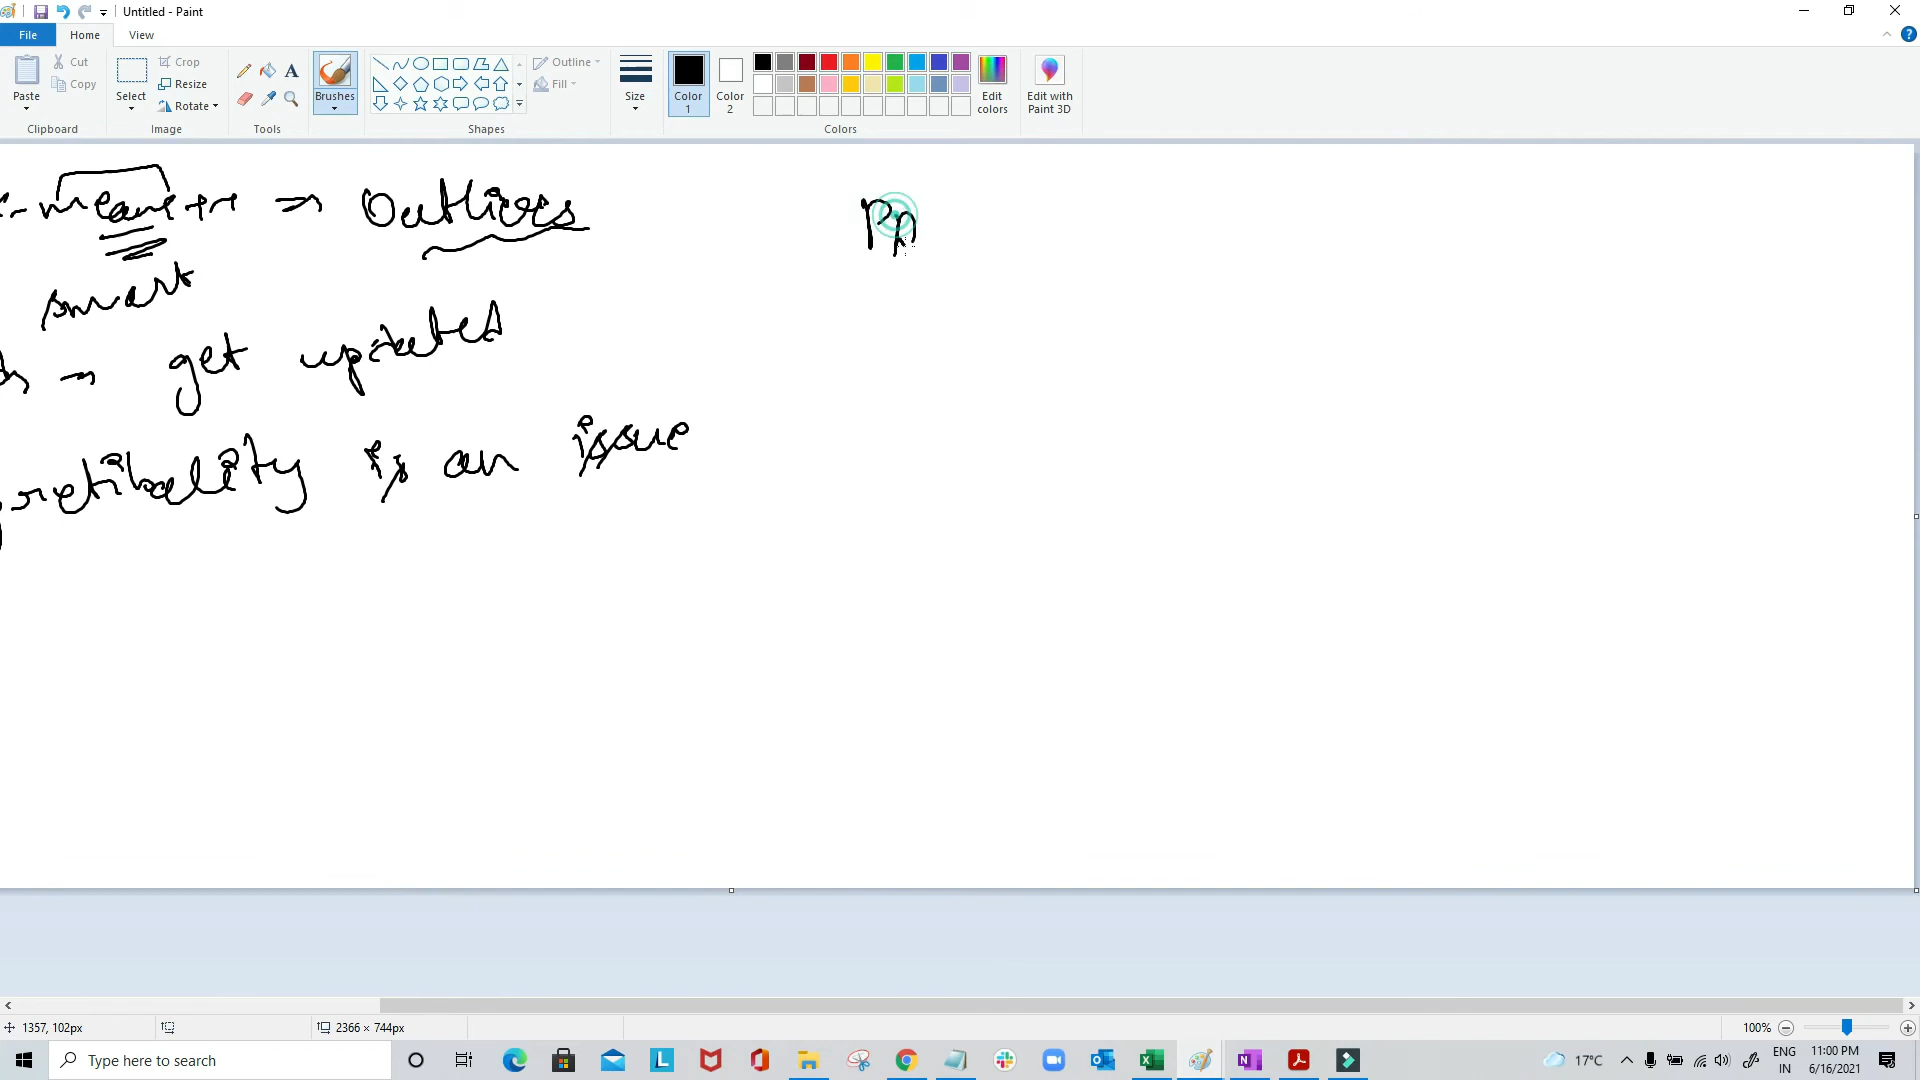 Untitled - Paint
File Home View
Paste Cut Copy Clipboard
Select Crop Resize Rotate Image
Tools
Brushes
Outline Fill Shapes
Size
Color 1 Color 2 Edit colors Colors
Edit with Paint 3D
means++ => Outliers Pn
smart
get updated
is an issue
1357, 102px 2366 × 744px 100%
Type here to search 17°C ENG IN 11:00 PM 6/16/2021